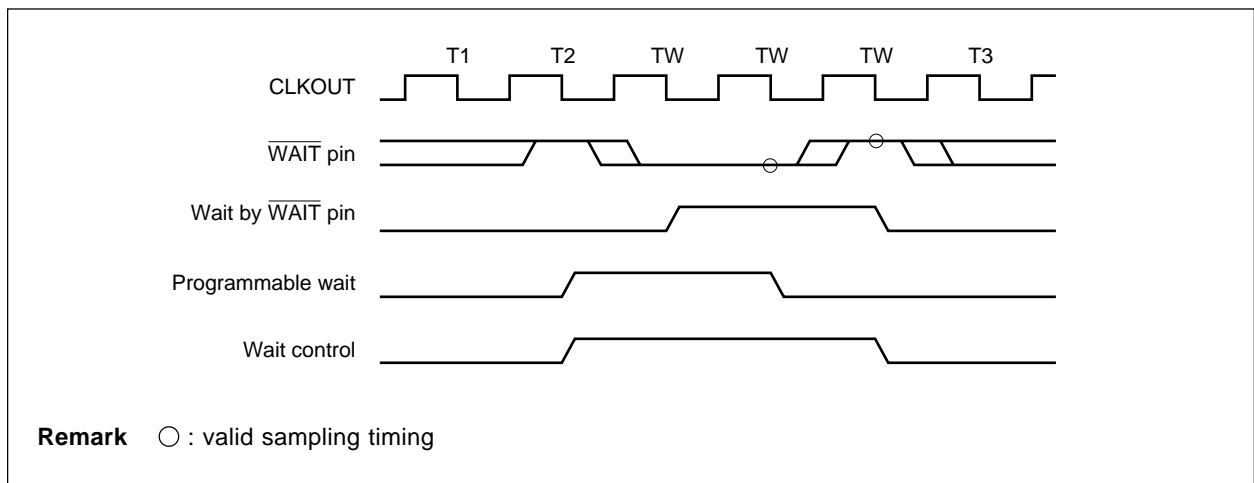 T1 T2 TW TW TW T3
CLKOUT
WAIT pin
Wait by WAIT pin
Programmable wait
Wait control
Remark ○ : valid sampling timing